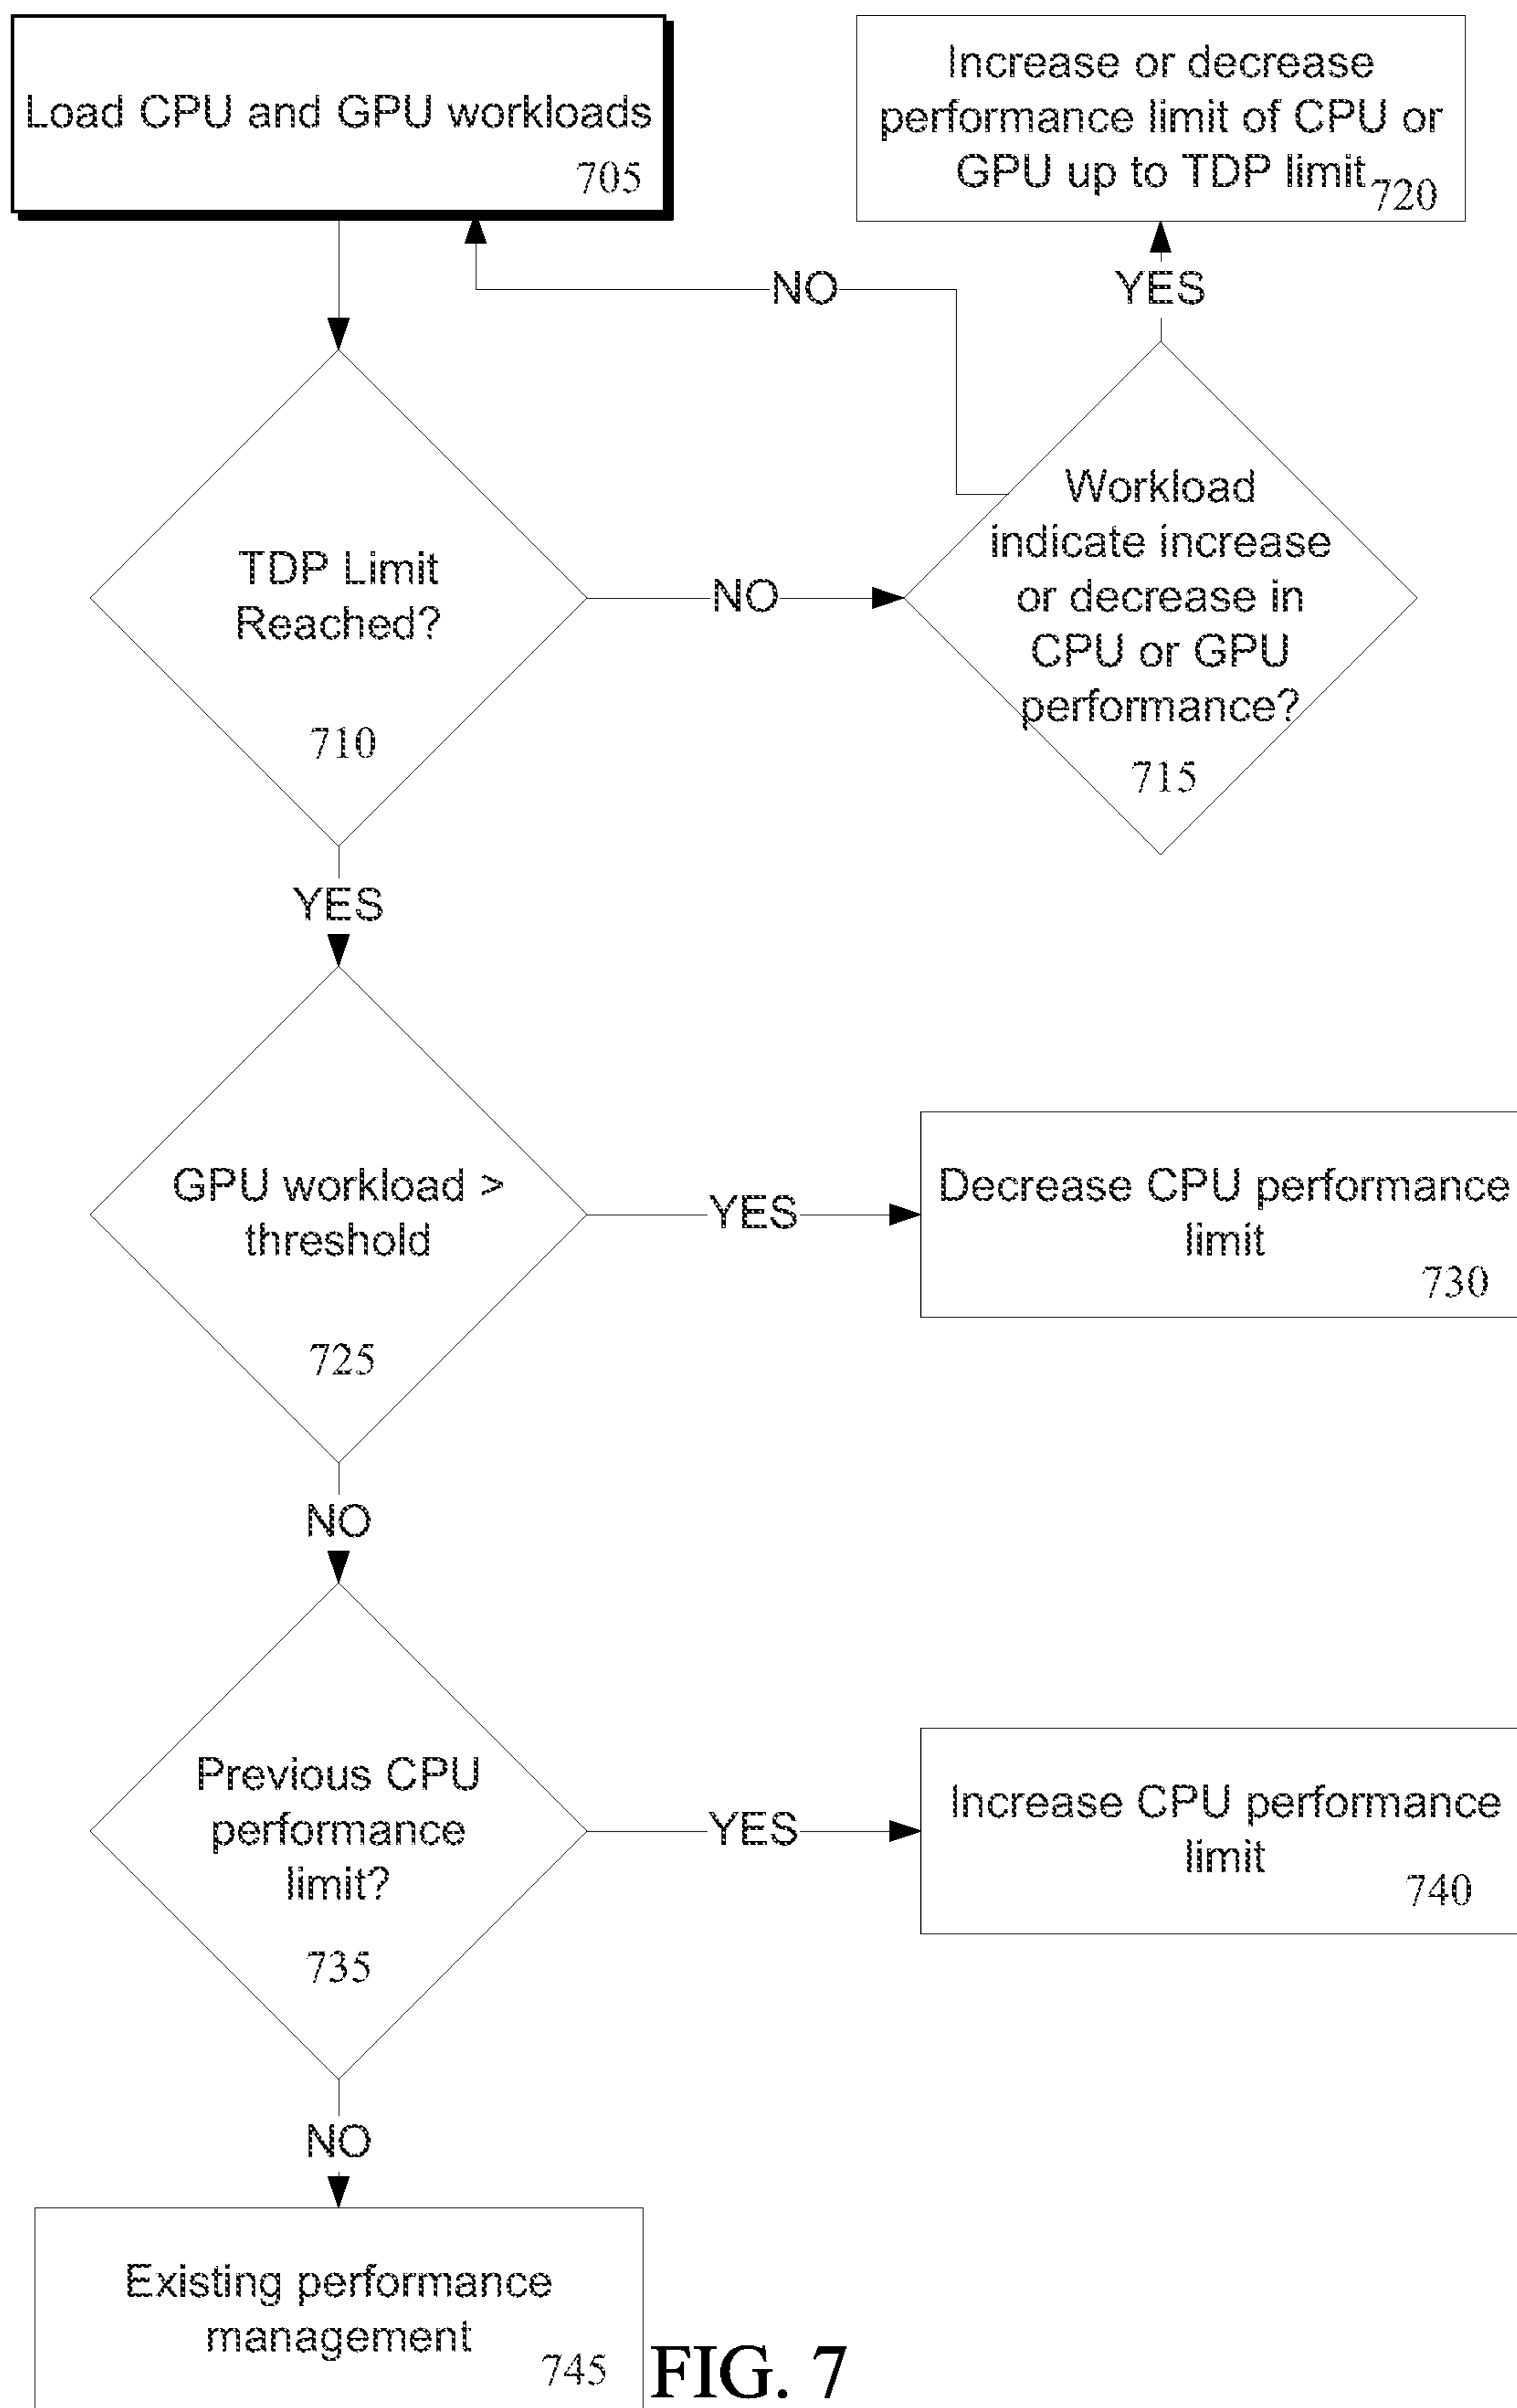 Load CPU and GPU workloads
705
Increase or decrease
performance limit of CPU or
GPU up to TDP limit
720
NO
YES
TDP Limit
Reached?
710
NO
Workload
indicate increase
or decrease in
CPU or GPU
performance?
715
YES
GPU workload >
threshold
725
YES
Decrease CPU performance
limit
730
NO
Previous CPU
performance
limit?
735
YES
Increase CPU performance
limit
740
NO
Existing performance
management
745
FIG. 7